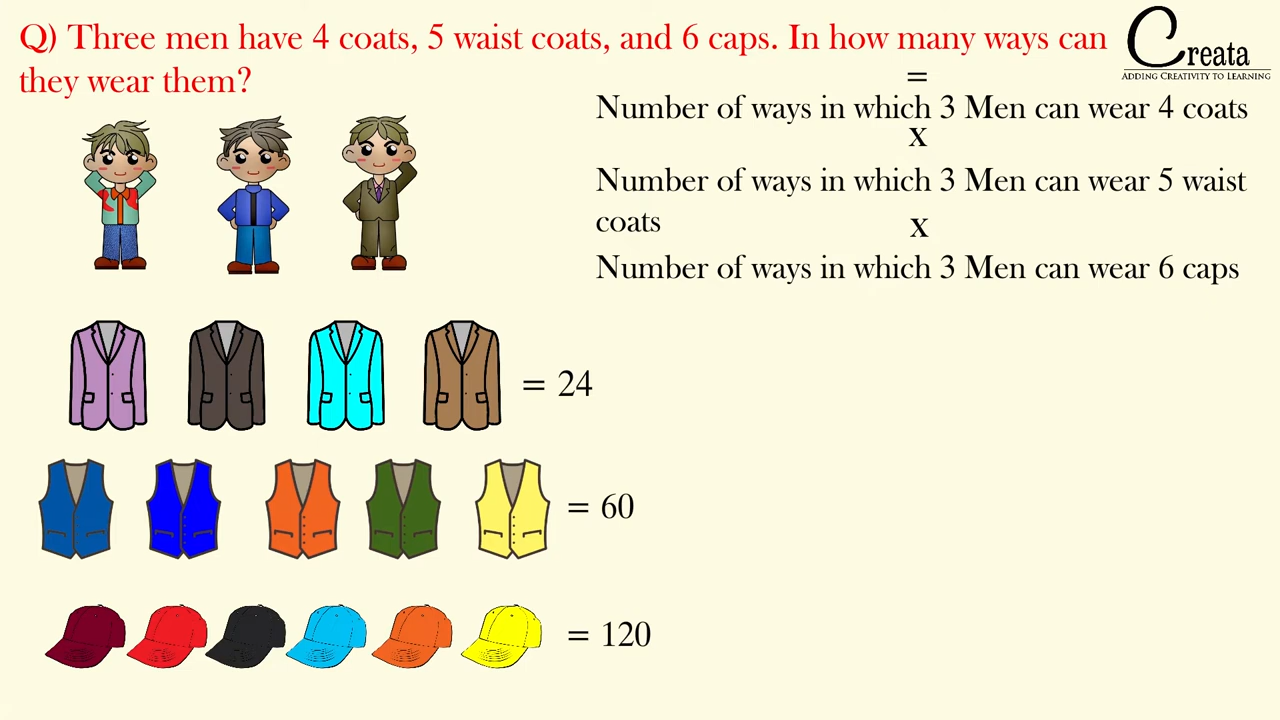 Q) Three men have 4 coats, 5 waist coats, and 6 caps. In how many ways can
they wear them?
Creata
ADDING CREATIVITY TO LEARNING
=
Number of ways in which 3 Men can wear 4 coats
x
Number of ways in which 3 Men can wear 5 waist
coats
x
Number of ways in which 3 Men can wear 6 caps
= 24
= 60
= 120